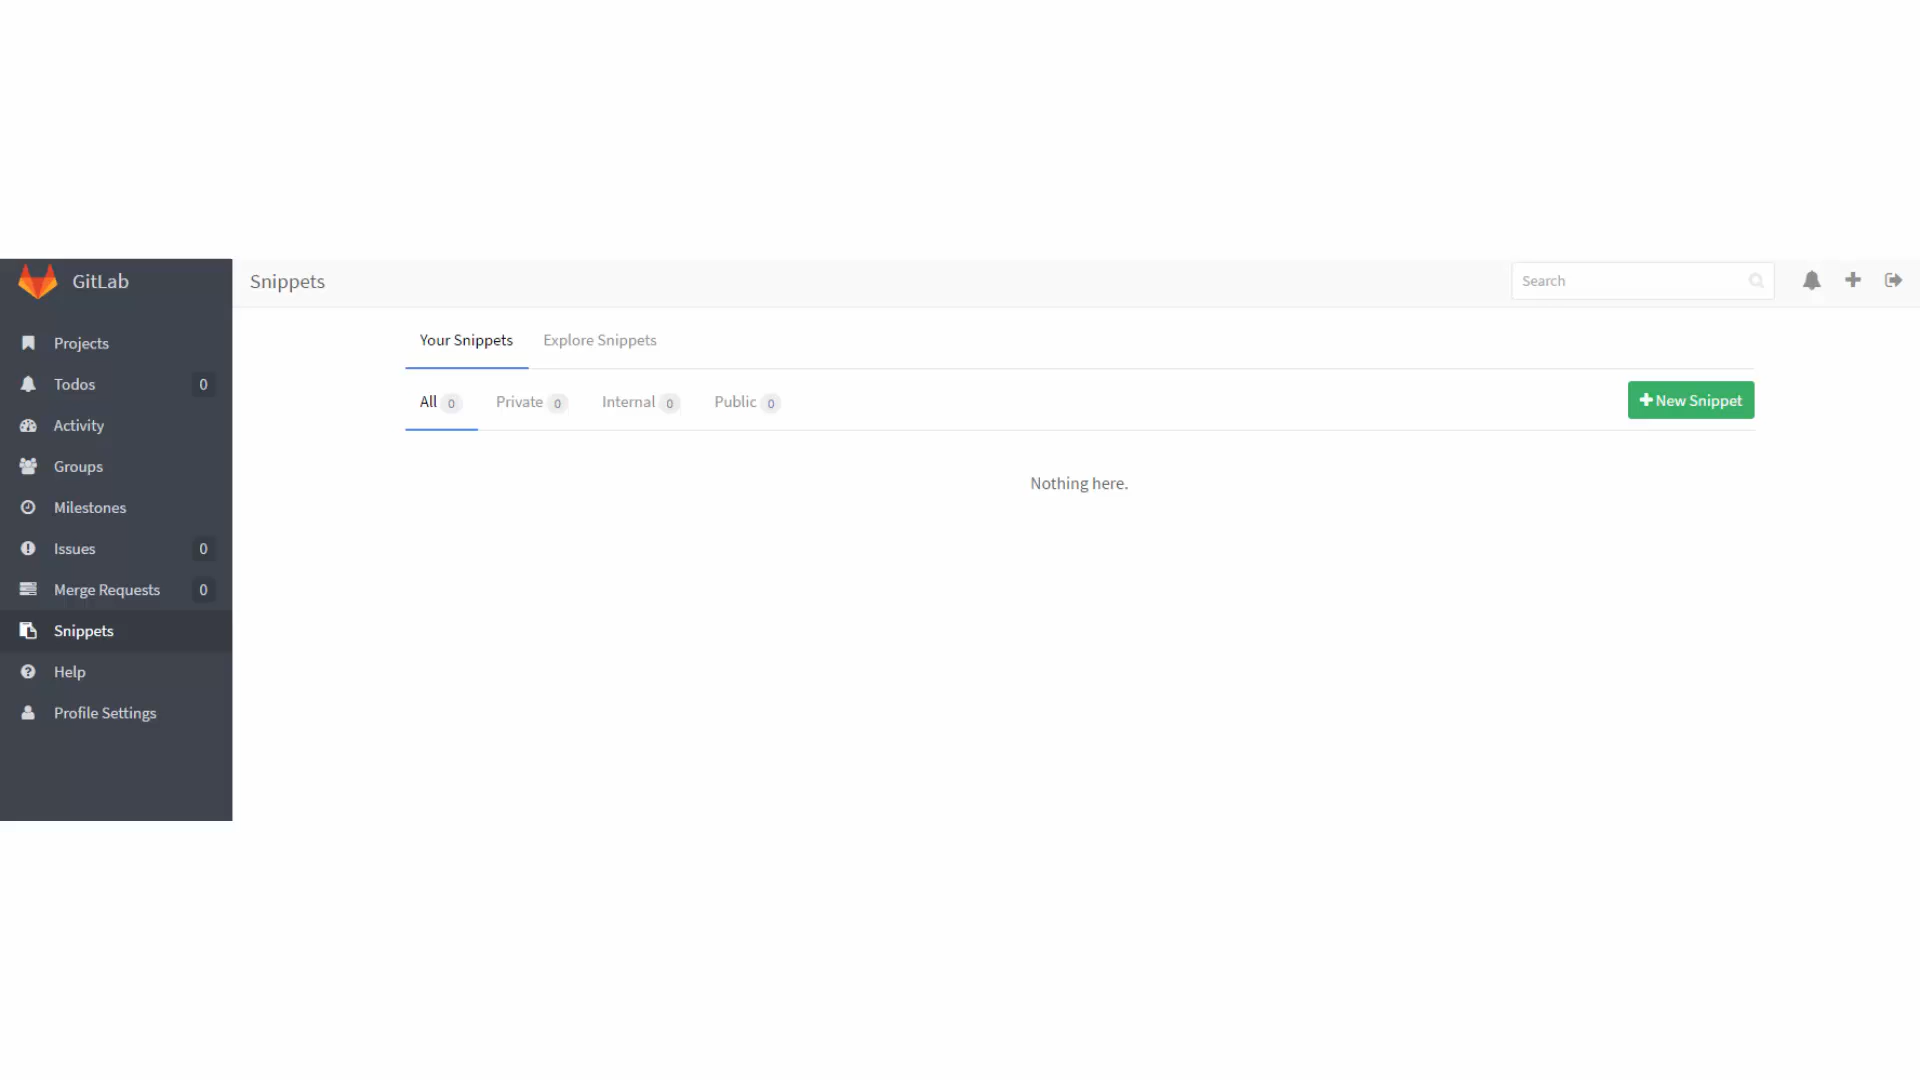 GitLab
Snippets
Search
Projects
Todos 0
Activity
Groups
Milestones
Issues 0
Merge Requests 0
Snippets
Help
Profile Settings
Your Snippets Explore Snippets
All 0 Private 0 Internal 0 Public 0
New Snippet
Nothing here.